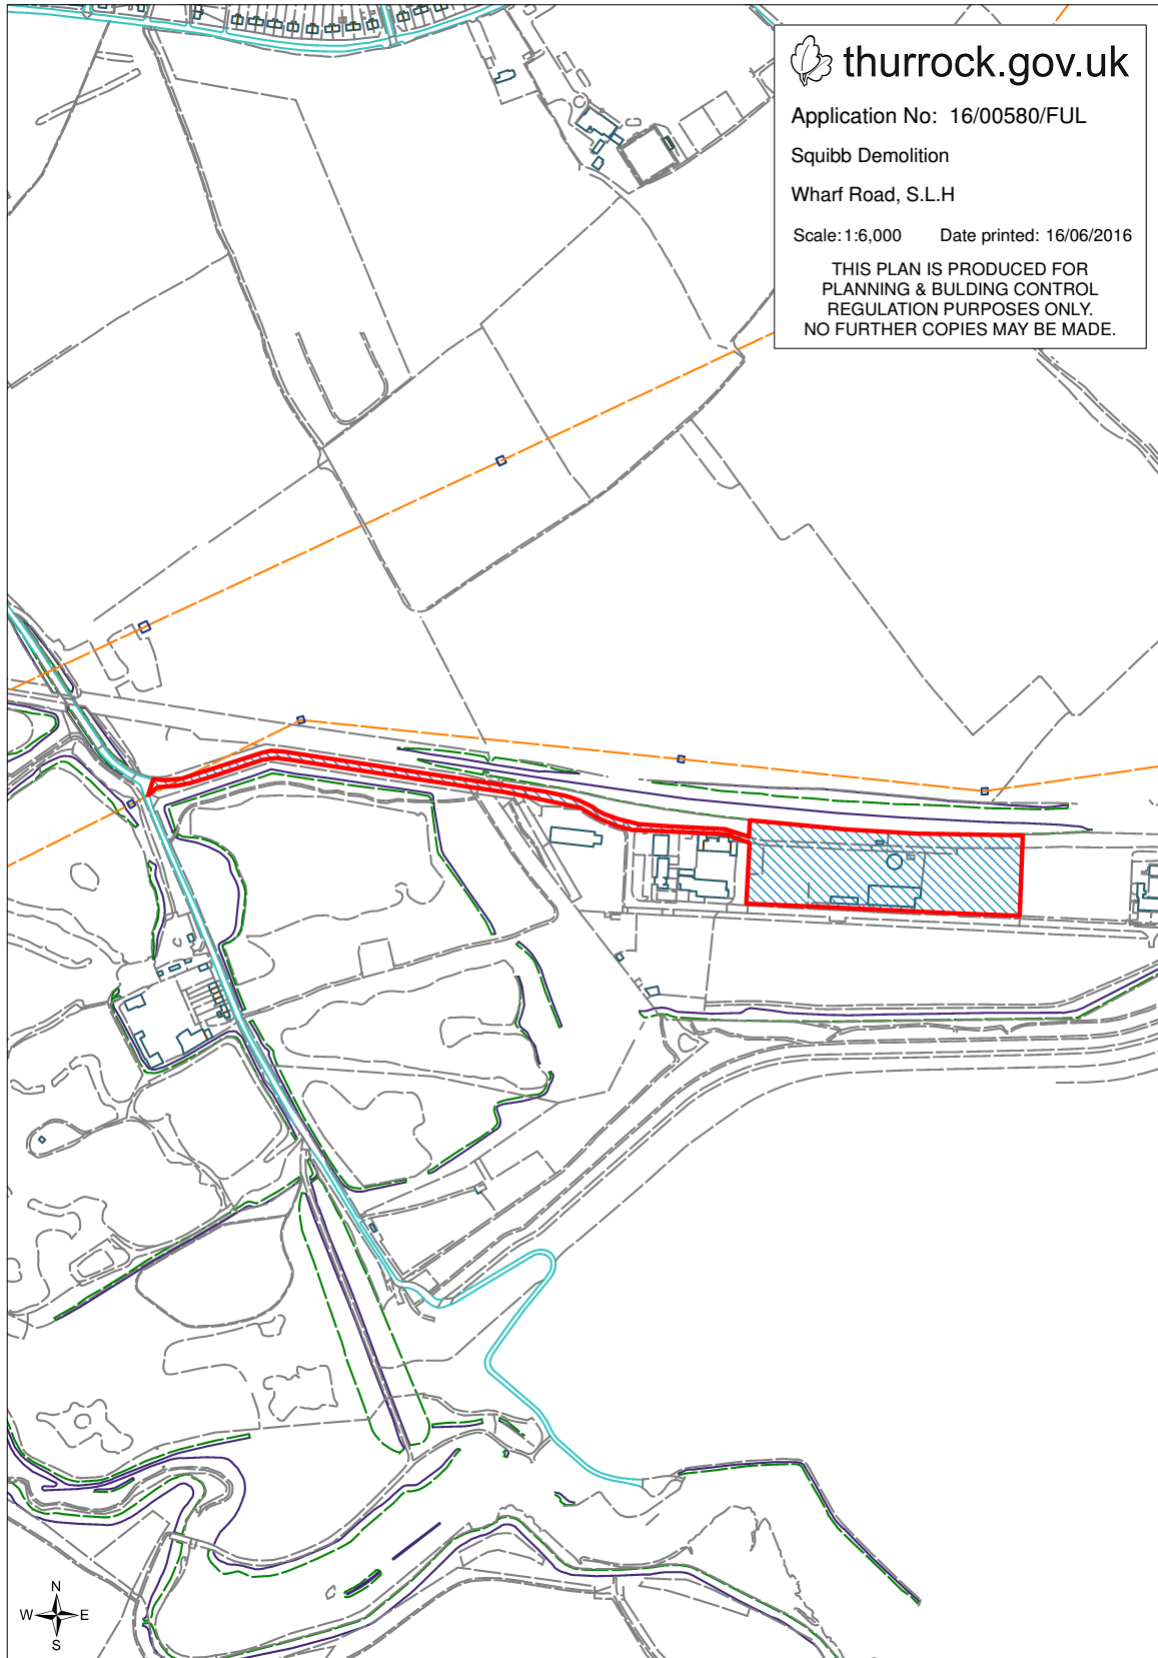 thurrock.gov.uk
Application No: 16/00580/FUL
Squibb Demolition
Wharf Road, S.L.H
Scale: 1:6,000 Date printed: 16/06/2016
THIS PLAN IS PRODUCED FOR
PLANNING & BULDING CONTROL
REGULATION PURPOSES ONLY.
NO FURTHER COPIES MAY BE MADE.
N
W E
S